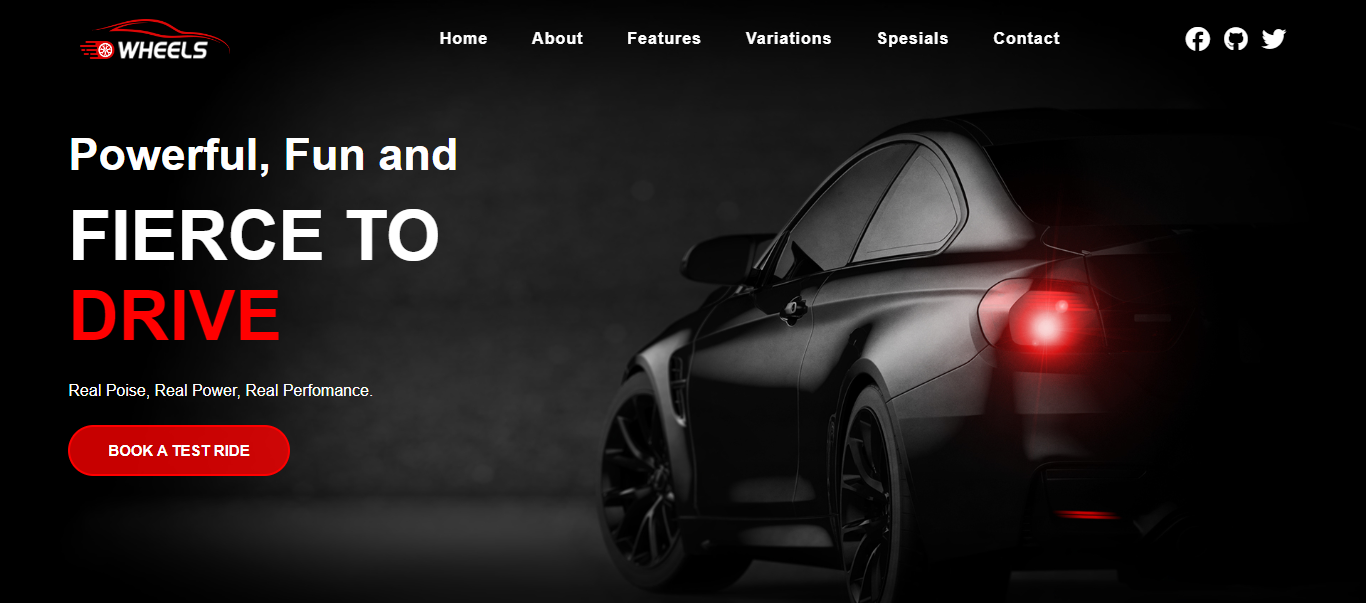 WHEELS
Home About Features Variations Spesials Contact
Powerful, Fun and
FIERCE TO
DRIVE
Real Poise, Real Power, Real Perfomance.
BOOK A TEST RIDE